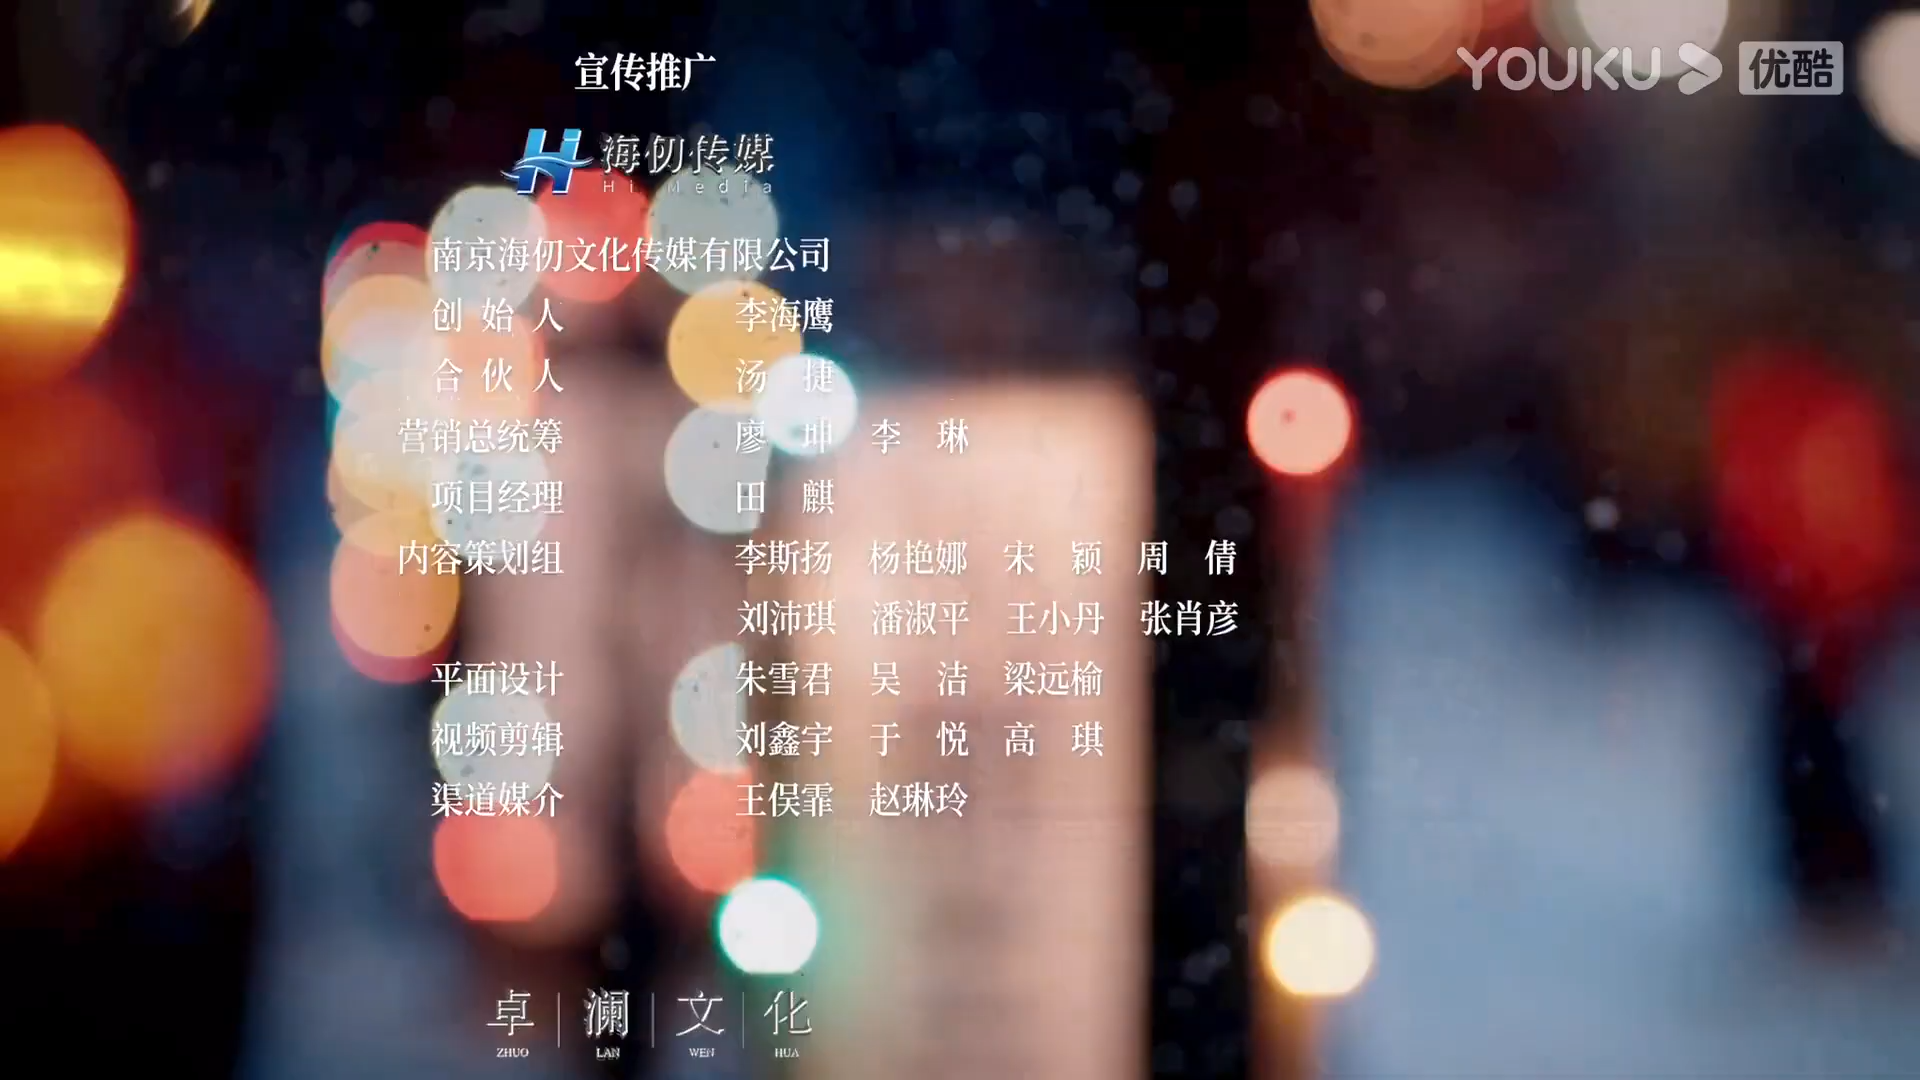 宣传推广
YOUKU 优酷
海仞传媒
Hi Media
南京海仞文化传媒有限公司
创始人 李海鹰
合伙人 汤捷
营销总统筹 廖坤 李琳
项目经理 田麒
内容策划组 李斯扬 杨艳娜 宋颖 周倩
刘沛琪 潘淑平 王小丹 张肖彦
平面设计 朱雪君 吴洁 梁远榆
视频剪辑 刘鑫宇 于悦 高琪
渠道媒介 王俣霏 赵琳玲
卓澜文化
ZHUO LAN WEN HUA